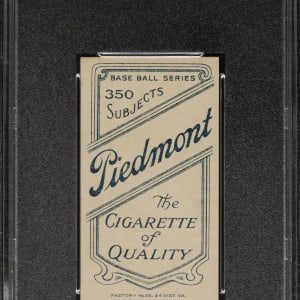 BASE BALL SERIES
350
SUBJECTS
Piedmont
The
CIGARETTE
of
QUALITY
FACTORY No 25, 2nd DIST. VA.